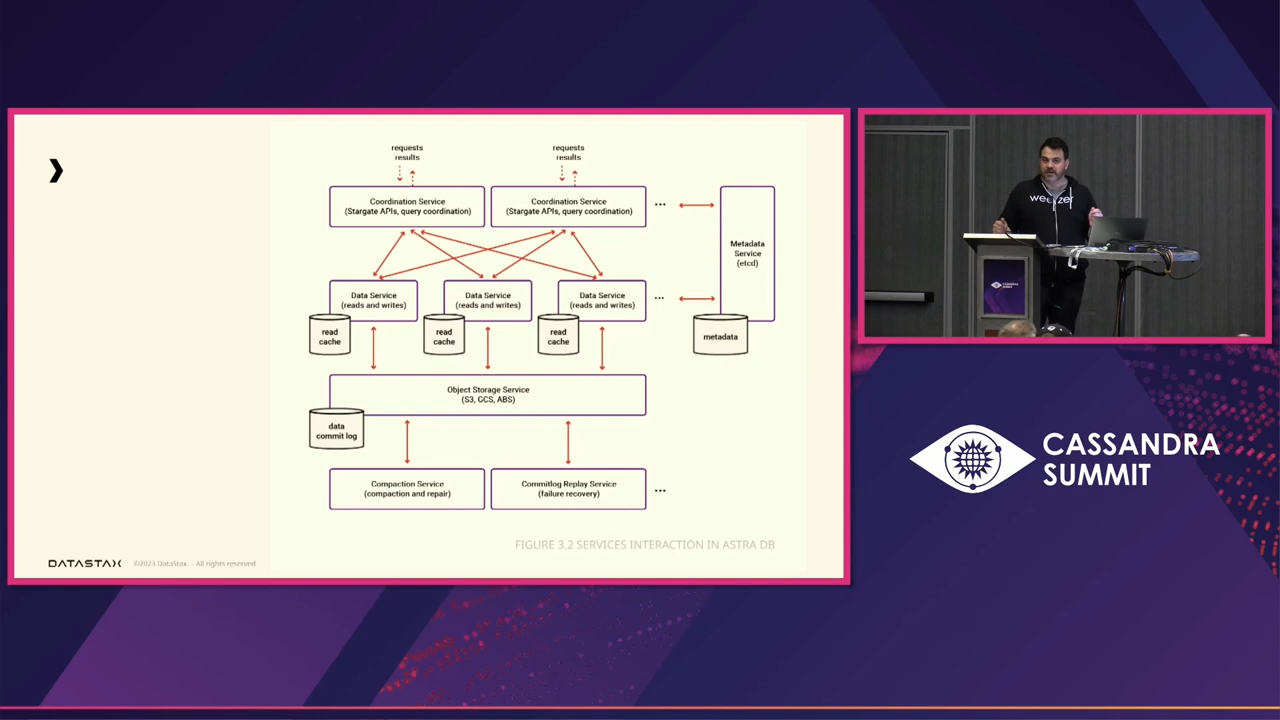 requests
results
requests
results
Coordination Service
(Stargate APIs, query coordination)
Coordination Service
(Stargate APIs, query coordination)
...
Metadata
Service
(etcd)
Data Service
(reads and writes)
Data Service
(reads and writes)
Data Service
(reads and writes)
...
read
cache
read
cache
read
cache
metadata
Object Storage Service
(S3, GCS, ABS)
data
commit log
Compaction Service
(compaction and repair)
Commitlog Replay Service
(failure recovery)
...
FIGURE 3.2 SERVICES INTERACTION IN ASTRA DB
DATASTAX
©2023 DataStax. - All rights reserved
weezer
CASSANDRA
SUMMIT